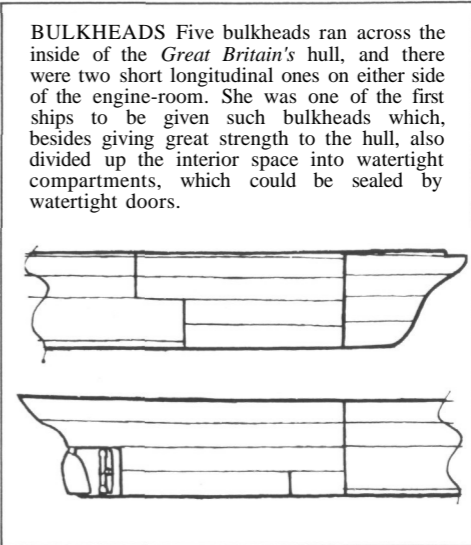 BULKHEADS Five bulkheads ran across the
inside of the Great Britain's hull, and there
were two short longitudinal ones on either side
of the engine-room. She was one of the first
ships to be given such bulkheads which,
besides giving great strength to the hull, also
divided up the interior space into watertight
compartments, which could be sealed by
watertight doors.